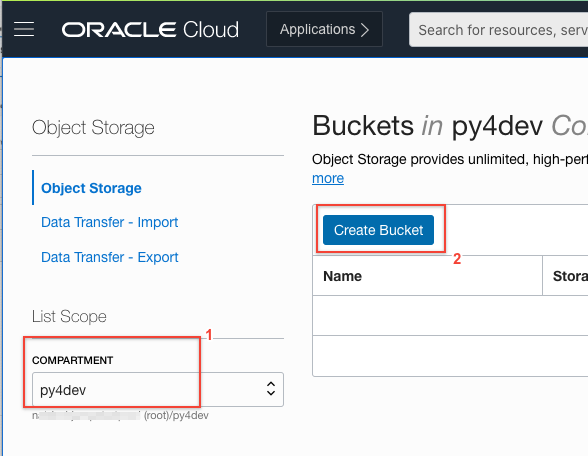 ORACLE Cloud
Applications
Search for resources, serv
Object Storage
Object Storage
Data Transfer - Import
Data Transfer - Export
List Scope
1
COMPARTMENT
py4dev
(root)/py4dev
Buckets in py4dev Co
Object Storage provides unlimited, high-perf
more
Create Bucket
2
Name
Stora